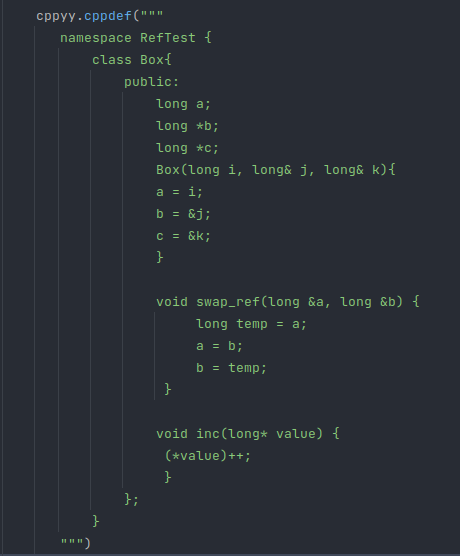 cppyy.cppdef("""
namespace RefTest {
class Box{
public:
long a;
long *b;
long *c;
Box(long i, long& j, long& k){
a = i;
b = &j;
c = &k;
}
void swap_ref(long &a, long &b) {
long temp = a;
a = b;
b = temp;
}
void inc(long* value) {
(*value)++;
}
};
}
""")